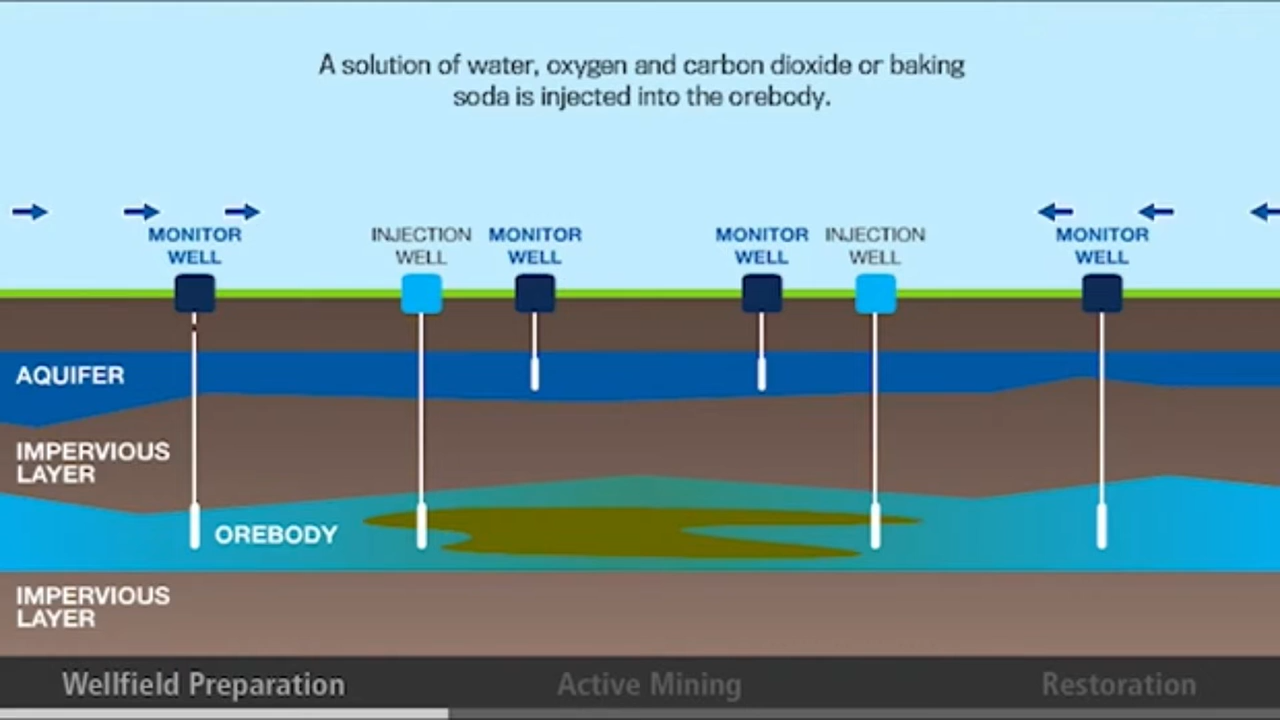 A solution of water, oxygen and carbon dioxide or baking
soda is injected into the orebody.
MONITOR
WELL
INJECTION
WELL
MONITOR
WELL
MONITOR
WELL
INJECTION
WELL
MONITOR
WELL
AQUIFER
IMPERVIOUS
LAYER
OREBODY
IMPERVIOUS
LAYER
Wellfield Preparation
Active Mining
Restoration